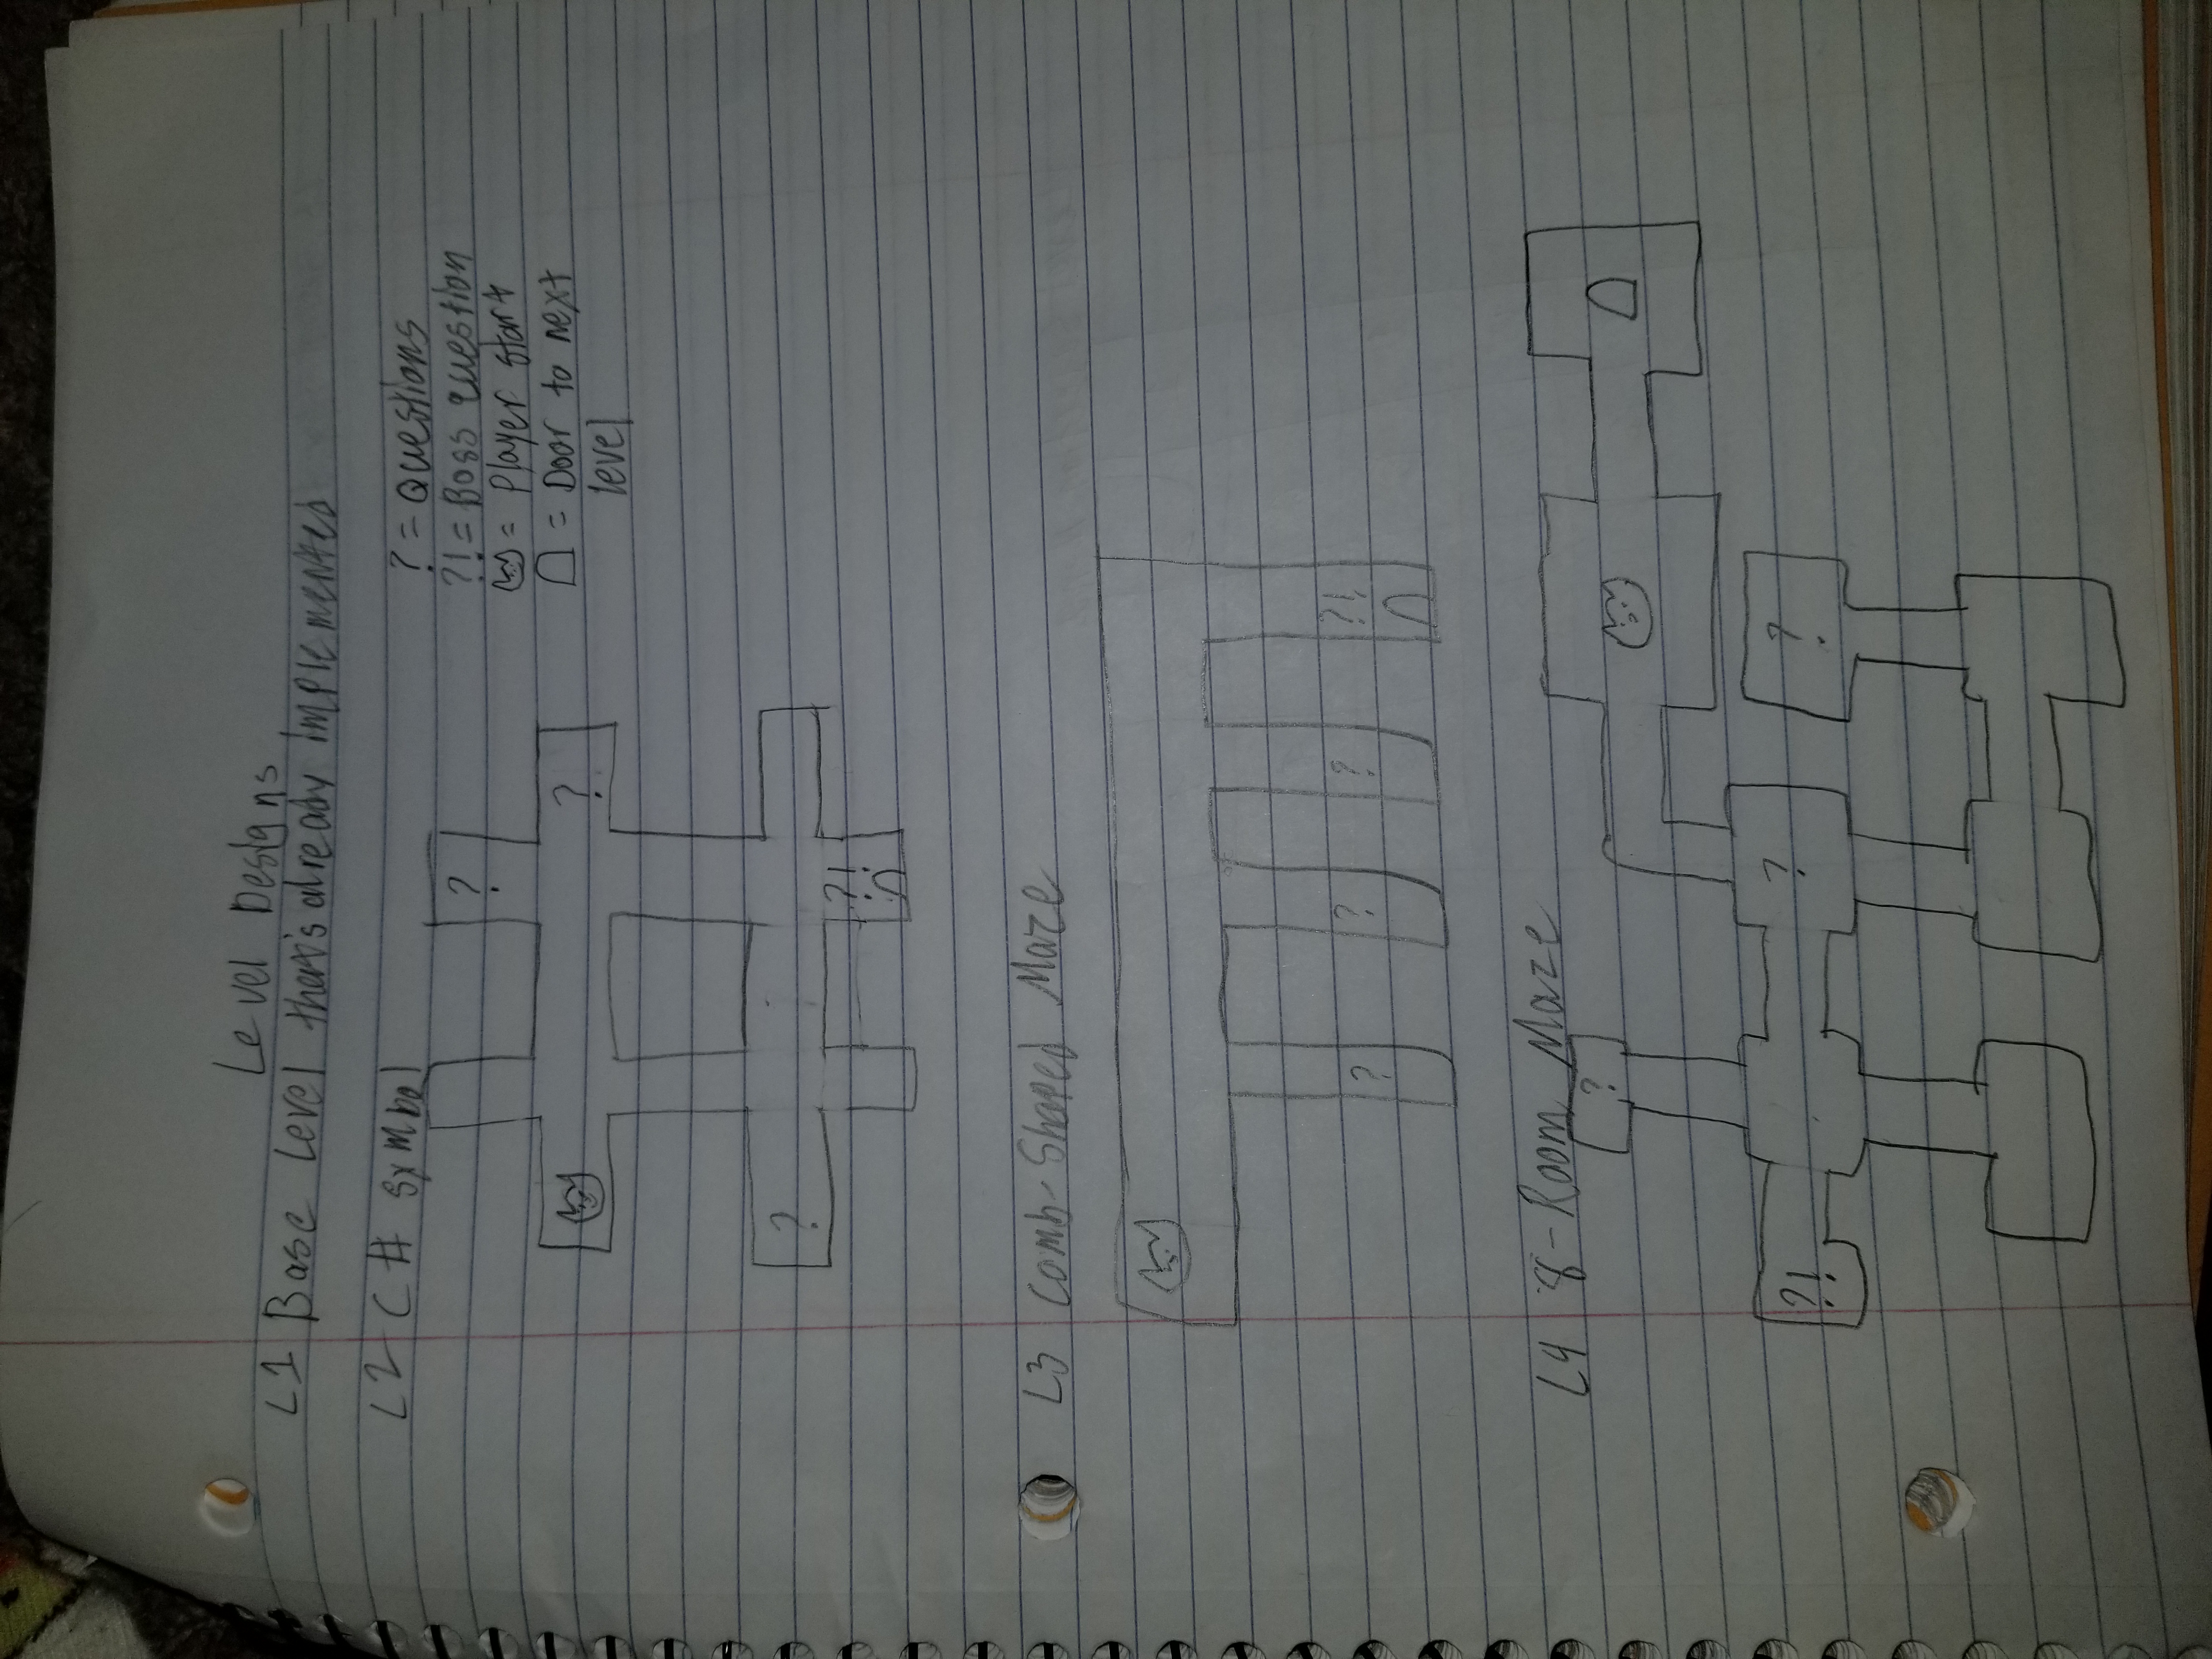 Level Designs
L1 Base Level that's already implemented
L2 C# symbol
? = Questions
?! = Boss question
= Player start
= Door to next
level
?
?
?
?!
L3 Comb-Shaped Maze
?
?
?
?!
L4 8-Room Maze
?
?!
?
?